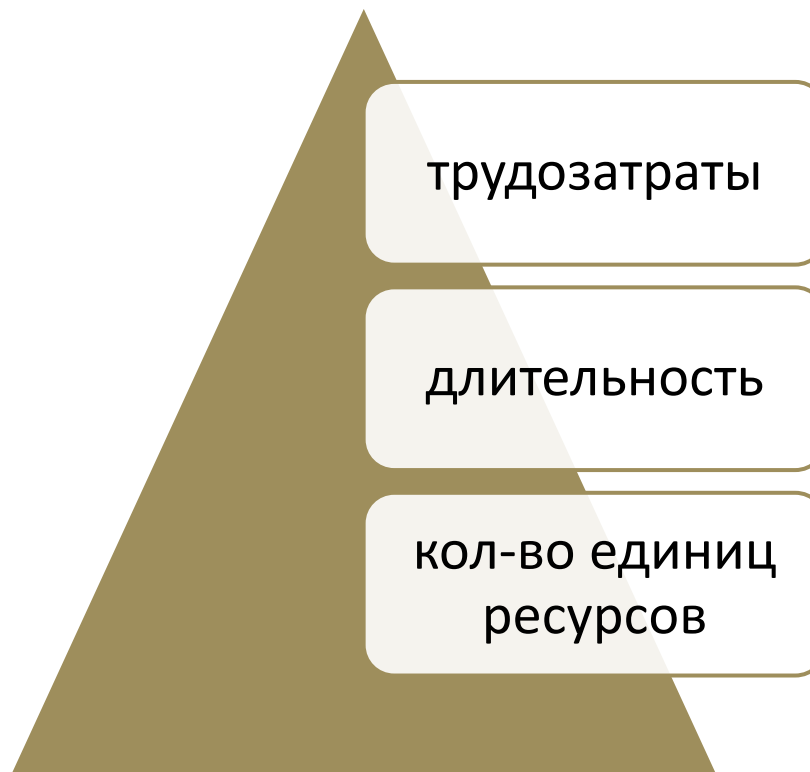 трудозатраты
длительность
кол-во единиц
ресурсов